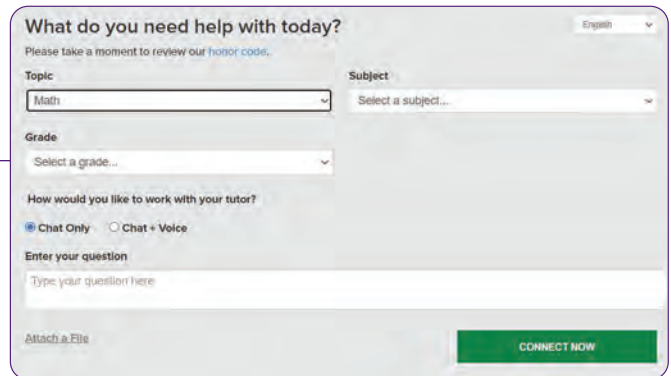 What do you need help with today?
English
Please take a moment to review our honor code.
Topic
Subject
Math
Select a subject...
Grade
Select a grade...
How would you like to work with your tutor?
Chat Only
Chat + Voice
Enter your question
Type your question here
Attach a File
CONNECT NOW